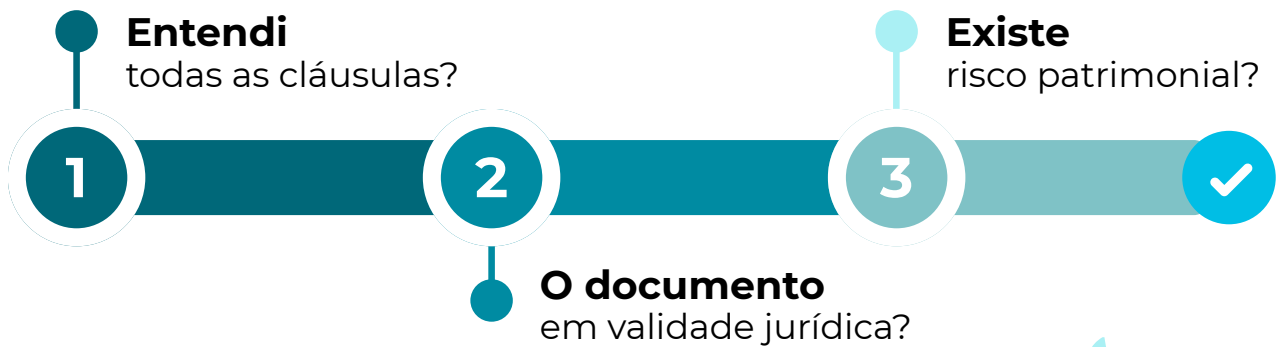 Entendi
todas as cláusulas?
Existe
risco patrimonial?
1
2
3
O documento
em validade jurídica?